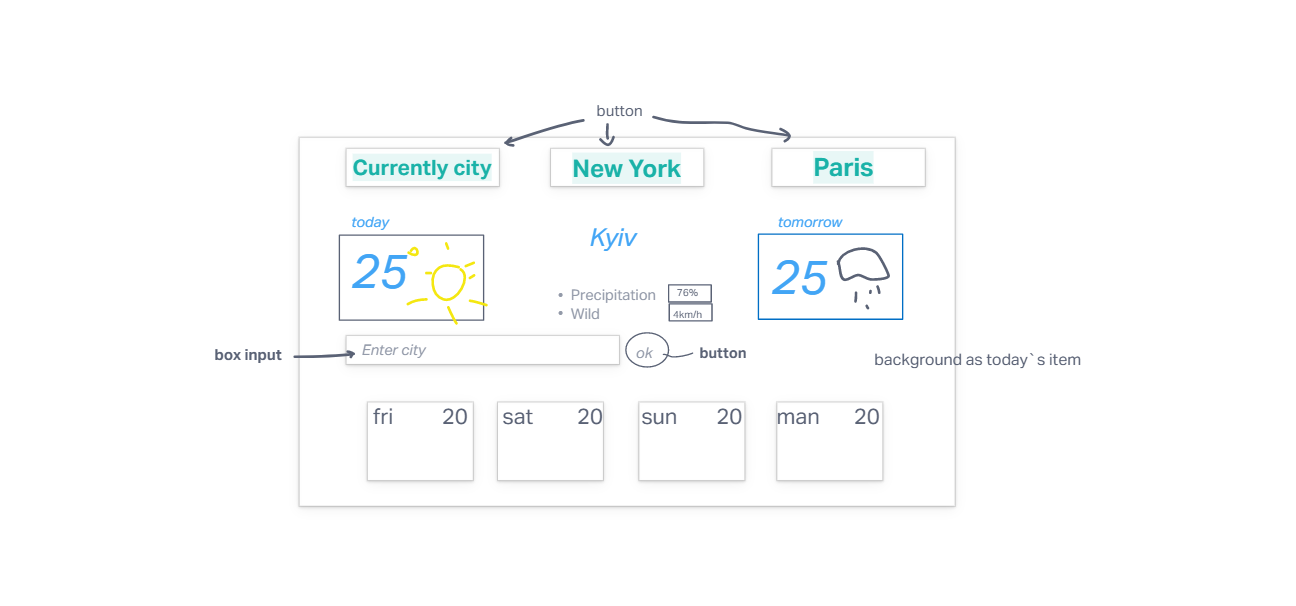 button
Currently city
New York
Paris
today
Kyiv
tomorrow
25°
25
Precipitation 76%
Wild 4km/h
box input
Enter city
ok
button
background as today`s item
fri 20
sat 20
sun 20
man 20